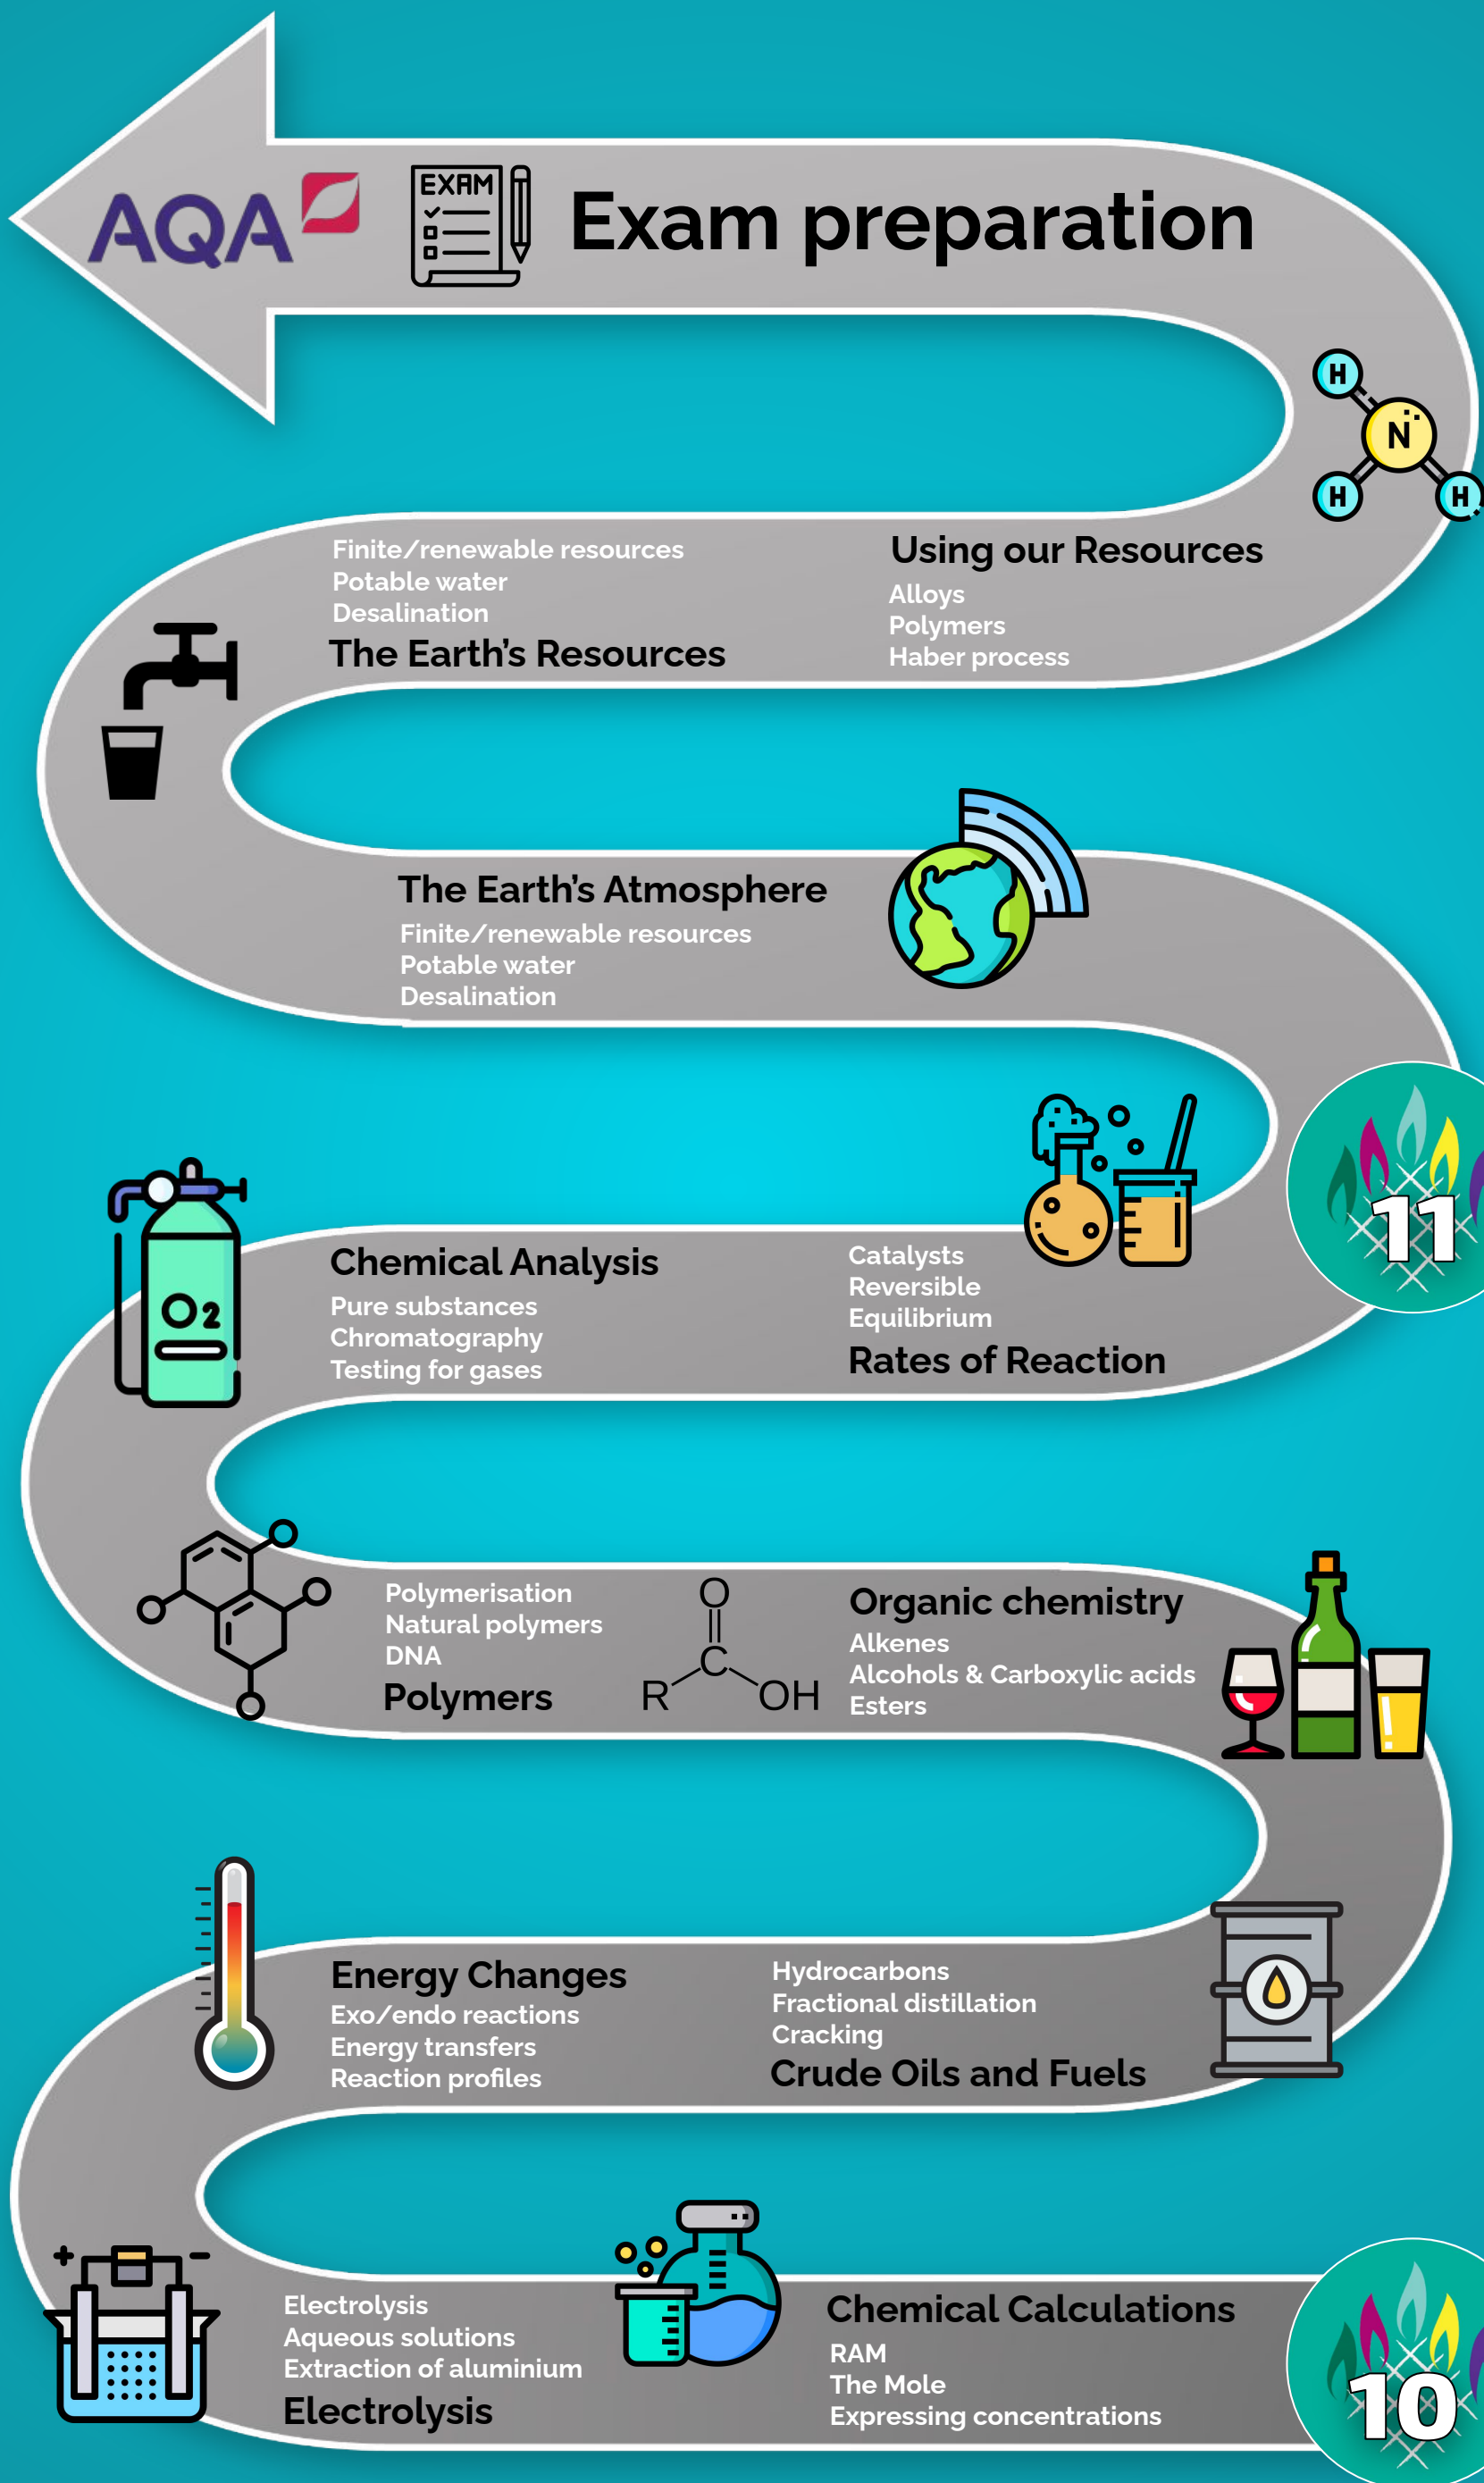 AQA
EXAM
Exam preparation
H
N
H
H
Finite/renewable resources
Potable water
Desalination
The Earth's Resources
Using our Resources
Alloys
Polymers
Haber process
The Earth's Atmosphere
Finite/renewable resources
Potable water
Desalination
11
O2
Chemical Analysis
Pure substances
Chromatography
Testing for gases
Catalysts
Reversible
Equilibrium
Rates of Reaction
Polymerisation
Natural polymers
DNA
Polymers
O
C
R
OH
Organic chemistry
Alkenes
Alcohols & Carboxylic acids
Esters
Energy Changes
Exo/endo reactions
Energy transfers
Reaction profiles
Hydrocarbons
Fractional distillation
Cracking
Crude Oils and Fuels
+ −
Electrolysis
Aqueous solutions
Extraction of aluminium
Electrolysis
Chemical Calculations
RAM
The Mole
Expressing concentrations
10